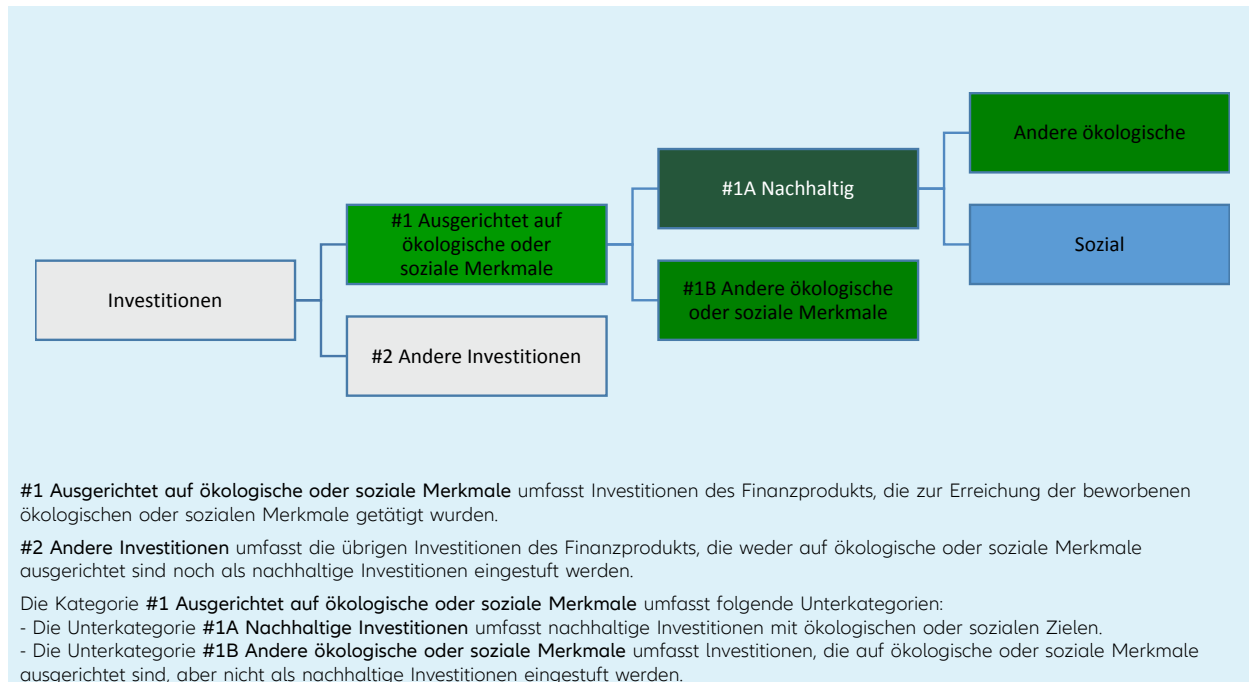 Andere ökologische
#1A Nachhaltig
#1 Ausgerichtet auf
ökologische oder
soziale Merkmale
Sozial
Investitionen
#1B Andere ökologische
oder soziale Merkmale
#2 Andere Investitionen
#1 Ausgerichtet auf ökologische oder soziale Merkmale umfasst Investitionen des Finanzprodukts, die zur Erreichung der beworbenen
ökologischen oder sozialen Merkmale getätigt wurden.
#2 Andere Investitionen umfasst die übrigen Investitionen des Finanzprodukts, die weder auf ökologische oder soziale Merkmale
ausgerichtet sind noch als nachhaltige Investitionen eingestuft werden.
Die Kategorie #1 Ausgerichtet auf ökologische oder soziale Merkmale umfasst folgende Unterkategorien:
- Die Unterkategorie #1A Nachhaltige Investitionen umfasst nachhaltige Investitionen mit ökologischen oder sozialen Zielen.
- Die Unterkategorie #1B Andere ökologische oder soziale Merkmale umfasst Investitionen, die auf ökologische oder soziale Merkmale
ausgerichtet sind, aber nicht als nachhaltige Investitionen eingestuft werden.